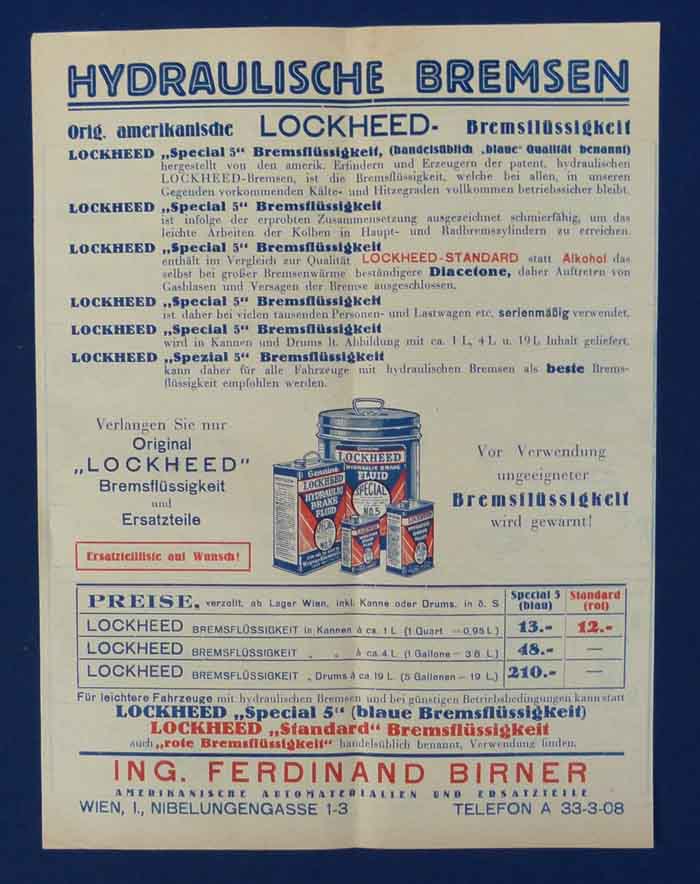 HYDRAULISCHE BREMSEN
Orig. amerikanische LOCKHEED- Bremsflüssigkeit
LOCKHEED „Special 5“ Bremsflüssigkeit, (handelsüblich „blaue“ Qualität benannt)
hergestellt von den amerik. Erfindern und Erzeugern der patent. hydraulischen
LOCKHEED-Bremsen, ist die Bremsflüssigkeit, welche bei allen, in unseren
Gegenden vorkommenden Kälte- und Hitzegraden vollkommen betriebssicher bleibt.
LOCKHEED „Special 5“ Bremsflüssigkeit
ist infolge der erprobten Zusammensetzung ausgezeichnet schmierfähig, um das
leichte Arbeiten der Kolben in Haupt- und Radbremszylindern zu erreichen.
LOCKHEED „Special 5“ Bremsflüssigkeit
enthält im Vergleich zur Qualität LOCKHEED-STANDARD statt Alkohol das
selbst bei großer Bremsenwärme beständigere Diacetone, daher Auftreten von
Gasblasen und Versagen der Bremse ausgeschlossen.
LOCKHEED „Special 5“ Bremsflüssigkeit
ist daher bei vielen tausenden Personen- und Lastwagen etc. serienmäßig verwendet.
LOCKHEED „Special 5“ Bremsflüssigkeit
wird in Kannen und Drums lt. Abbildung mit ca. 1 L, 4 L u. 19 L Inhalt geliefert.
LOCKHEED „Spezial 5“ Bremsflüssigkeit
kann daher für alle Fahrzeuge mit hydraulischen Bremsen als beste Brems-
flüssigkeit empfohlen werden.
Verlangen Sie nur
Original
„LOCKHEED”
Bremsflüssigkeit
und
Ersatzteile
Ersatzteilliste auf Wunsch!
Genuine
LOCKHEED
HYDRAULIC
BRAKE
FLUID
LOCKHEED
HYDRAULIC BRAKE
FLUID
SPECIAL
NO. 5
Vor Verwendung
ungeeigneter
Bremsflüssigkeit
wird gewarnt!
PREISE, verzollt, ab Lager Wien, inkl. Kanne oder Drums, in ö. S Special 5 (blau) Standard (rot)
LOCKHEED BREMSFLÜSSIGKEIT in Kannen à ca. 1 L (1 Quart = 0,95 L) 13.- 12.-
LOCKHEED BREMSFLÜSSIGKEIT „ „ à ca. 4 L (1 Gallone = 3·8 L) 48.- —
LOCKHEED BREMSFLÜSSIGKEIT „ Drums à ca. 19 L (5 Gallonen = 19 L) 210.- —
Für leichtere Fahrzeuge mit hydraulischen Bremsen und bei günstigen Betriebsbedingungen kann statt
LOCKHEED „Special 5“ (blaue Bremsflüssigkeit)
LOCKHEED „Standard“ Bremsflüssigkeit
auch „rote Bremsflüssigkeit“ handelsüblich benannt, Verwendung finden.
ING. FERDINAND BIRNER
AMERIKANISCHE AUTOMATERIALIEN UND ERSATZTEILE
WIEN, I., NIBELUNGENGASSE 1-3 TELEFON A 33-3-08